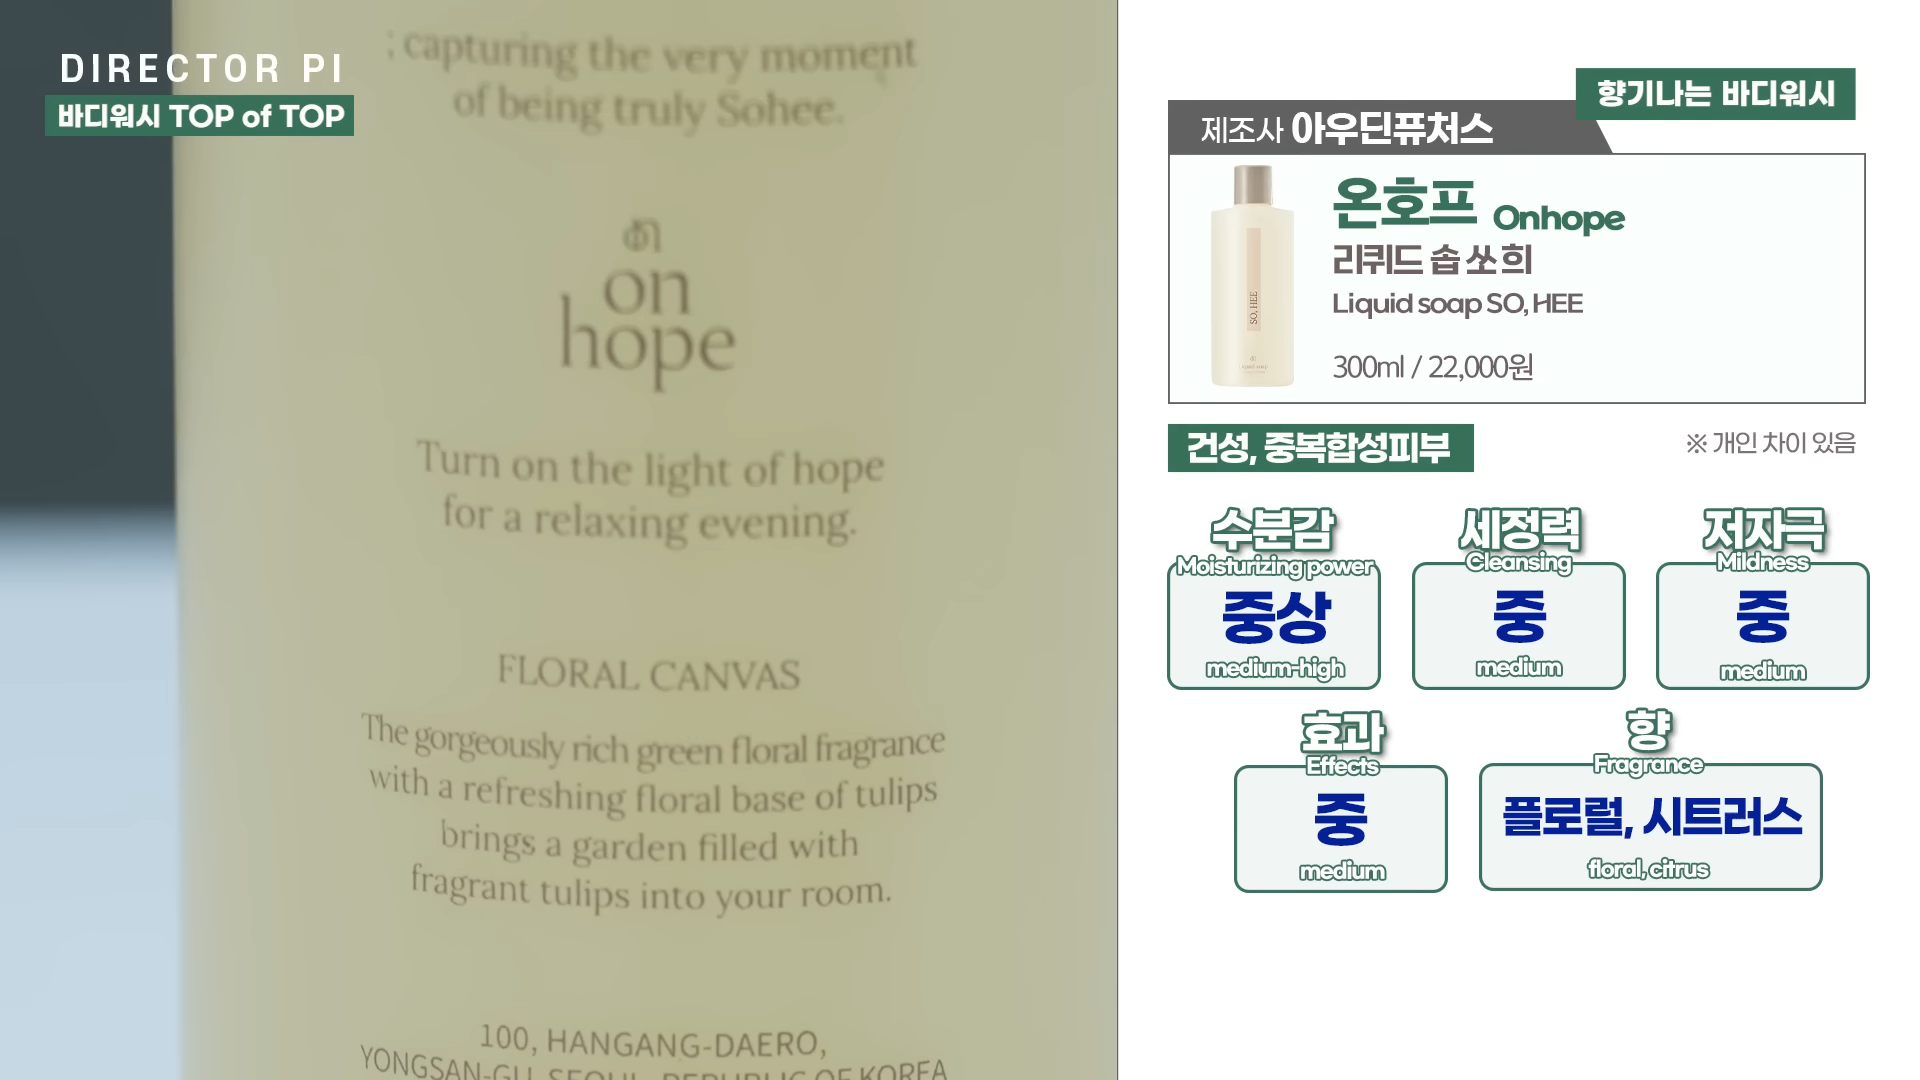 DIRECTOR PI
바디워시 TOP of TOP
; capturing the very moment
of being truly Sohee.
on
hope
Turn on the light of hope
for a relaxing evening.
FLORAL CANVAS
The gorgeously rich green floral fragrance
with a refreshing floral base of tulips
brings a garden filled with
fragrant tulips into your room.
100, HANGANG-DAERO,
YONGSAN-GU, SEOUL, REPUBLIC OF KOREA
향기나는 바디워시
제조사 아우딘퓨처스
SO, HEE
온호프 Onhope
리퀴드 솝 쏘 희
Liquid soap SO, HEE
300ml / 22,000원
건성, 중복합성피부
※ 개인 차이 있음
수분감
Moisturizing power
중상
medium-high
세정력
Cleansing
중
medium
저자극
Mildness
중
medium
효과
Effects
중
medium
향
Fragrance
플로럴, 시트러스
floral, citrus